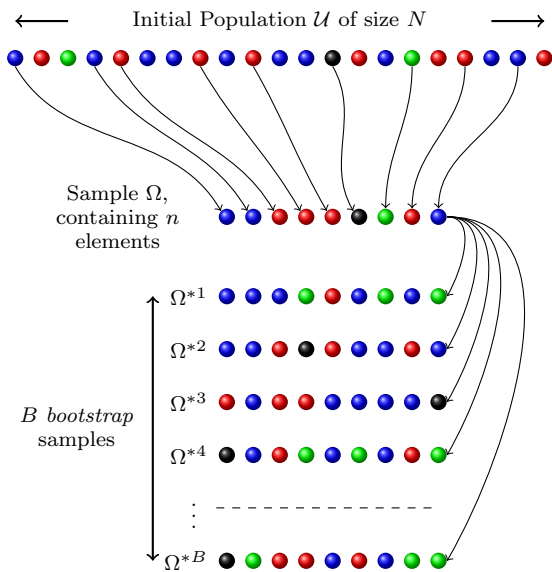 Initial Population 𝒰 of size N
Sample Ω,
containing n
elements
Ω*1
Ω*2
B bootstrap
samples
Ω*3
Ω*4
⋮
Ω*B